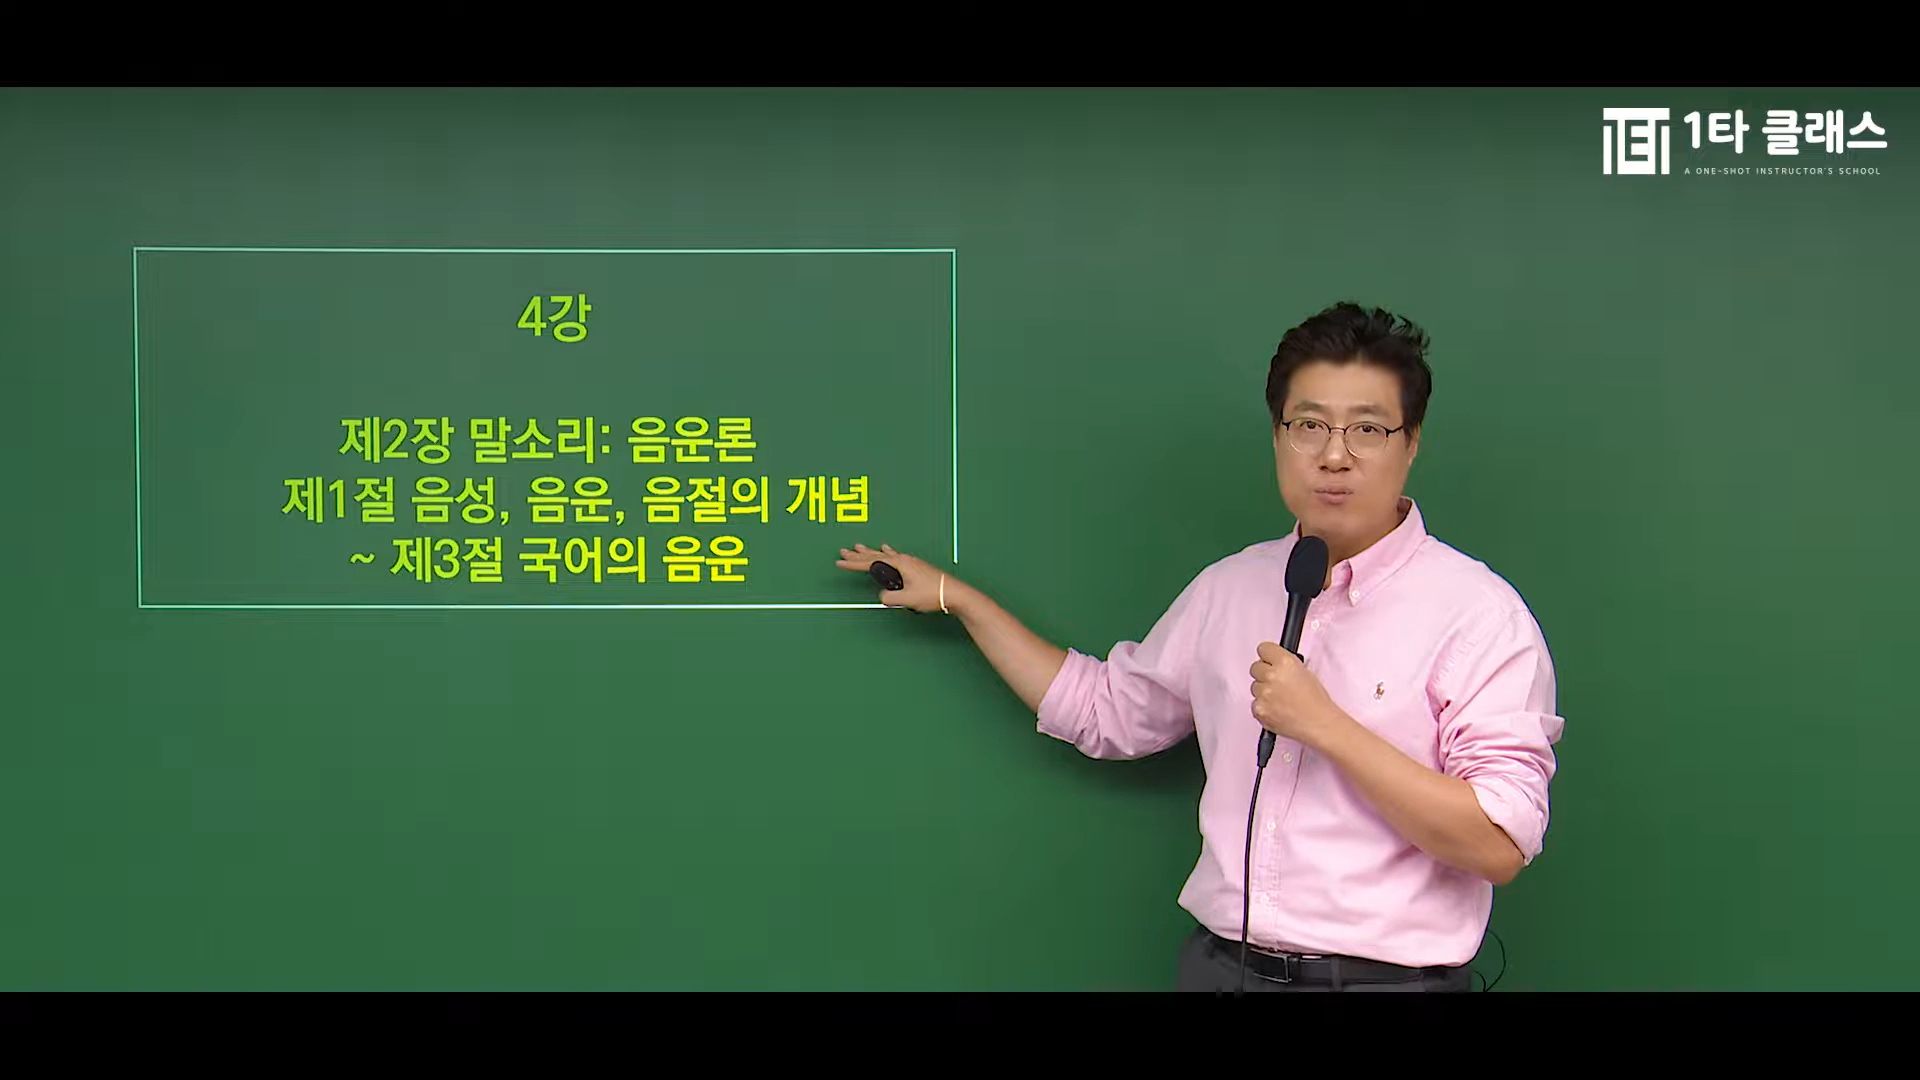 1타 클래스
A ONE-SHOT INSTRUCTOR'S SCHOOL
4강
제2장 말소리: 음운론
제1절 음성, 음운, 음절의 개념
~ 제3절 국어의 음운